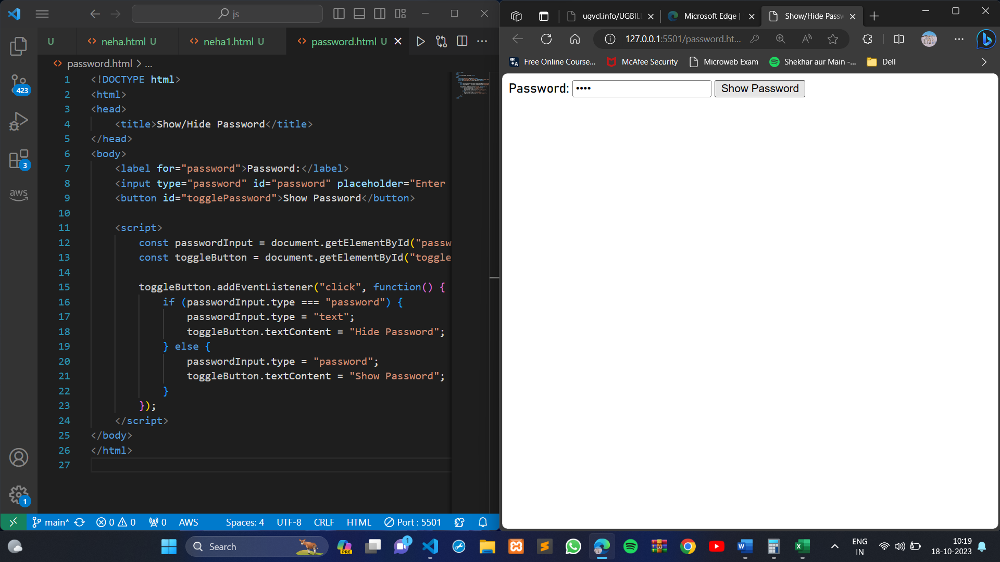 js
U
neha.html U
neha1.html U
password.html U
password.html > ...
1 <!DOCTYPE html>
2 <html>
3 <head>
4 <title>Show/Hide Password</title>
5 </head>
6 <body>
7 <label for="password">Password:</label>
8 <input type="password" id="password" placeholder="Enter
9 <button id="togglePassword">Show Password</button>
10
11 <script>
12 const passwordInput = document.getElementById("passw
13 const toggleButton = document.getElementById("toggle
14
15 toggleButton.addEventListener("click", function() {
16 if (passwordInput.type === "password") {
17 passwordInput.type = "text";
18 toggleButton.textContent = "Hide Password";
19 } else {
20 passwordInput.type = "password";
21 toggleButton.textContent = "Show Password";
22 }
23 });
24 </script>
25 </body>
26 </html>
27
423
3
aws
1
main* 0 0 0 AWS Spaces: 4 UTF-8 CRLF HTML Port : 5501
ugvcl.info/UGBILL
Microsoft Edge |
Show/Hide Passw
127.0.0.1:5501/password.ht...
Free Online Course...
McAfee Security
Microweb Exam
Shekhar aur Main -...
Dell
Password: •••• Show Password
Search
PRE
1
ENG
IN
10:19
18-10-2023